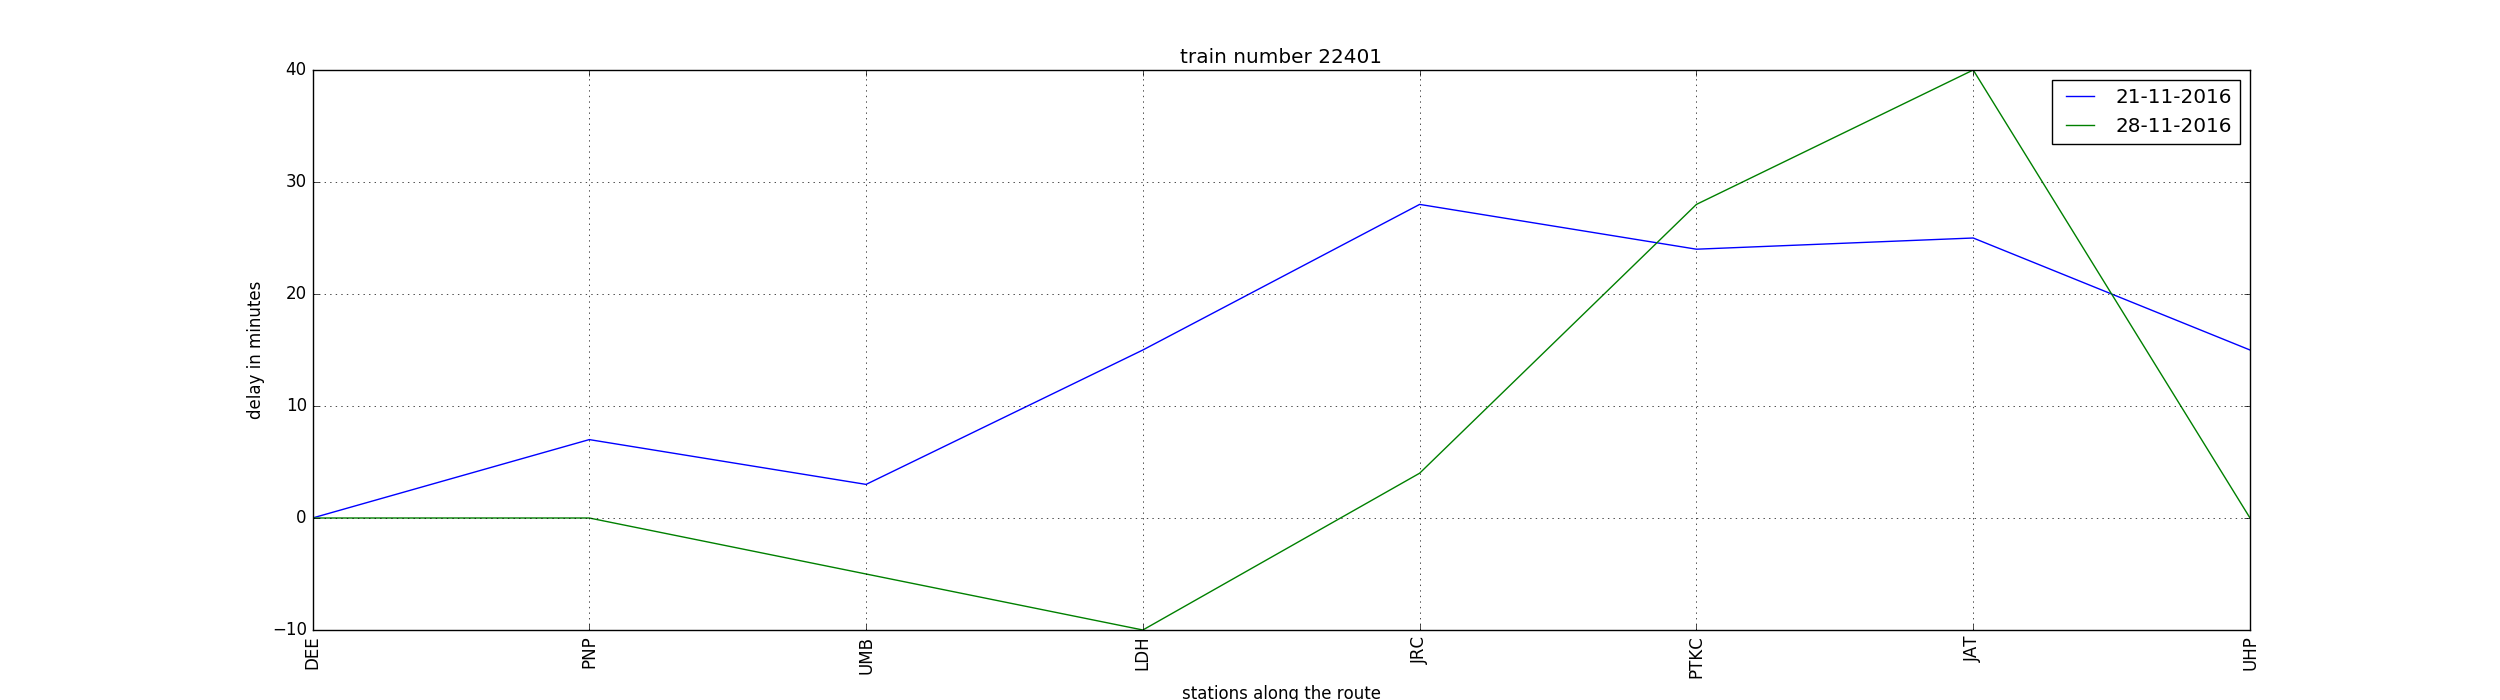 train number 22401
40
30
20
10
0
−10
delay in minutes
21-11-2016
28-11-2016
DEE
PNP
UMB
LDH
JRC
PTKC
JAT
UHP
stations along the route